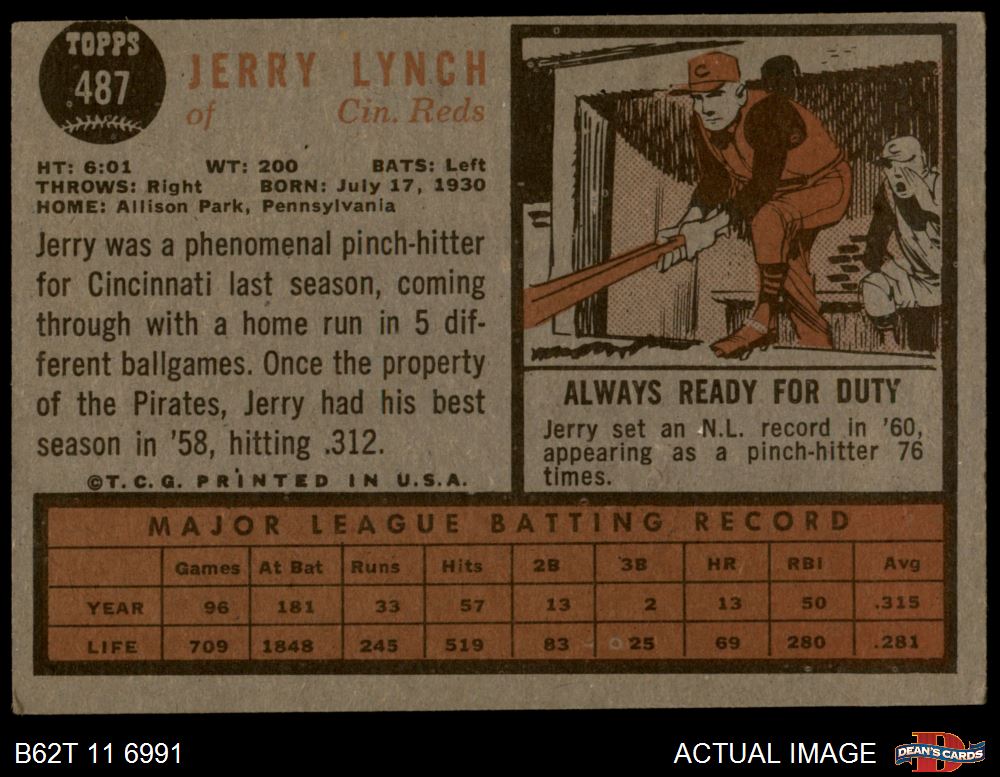 TOPPS
487
JERRY LYNCH
of Cin. Reds
HT: 6:01 WT: 200 BATS: Left
THROWS: Right BORN: July 17, 1930
HOME: Allison Park, Pennsylvania
Jerry was a phenomenal pinch-hitter
for Cincinnati last season, coming
through with a home run in 5 dif-
ferent ballgames. Once the property
of the Pirates, Jerry had his best
season in '58, hitting .312.
©T.C.G. PRINTED IN U.S.A.
C
ALWAYS READY FOR DUTY
Jerry set an N.L. record in '60,
appearing as a pinch-hitter 76
times.
MAJOR LEAGUE BATTING RECORD
Games At Bat Runs Hits 2B 3B HR RBI Avg
YEAR 96 181 33 57 13 2 13 50 .315
LIFE 709 1848 245 519 83 25 69 280 .281
B62T 11 6991
ACTUAL IMAGE
DEAN'S CARDS